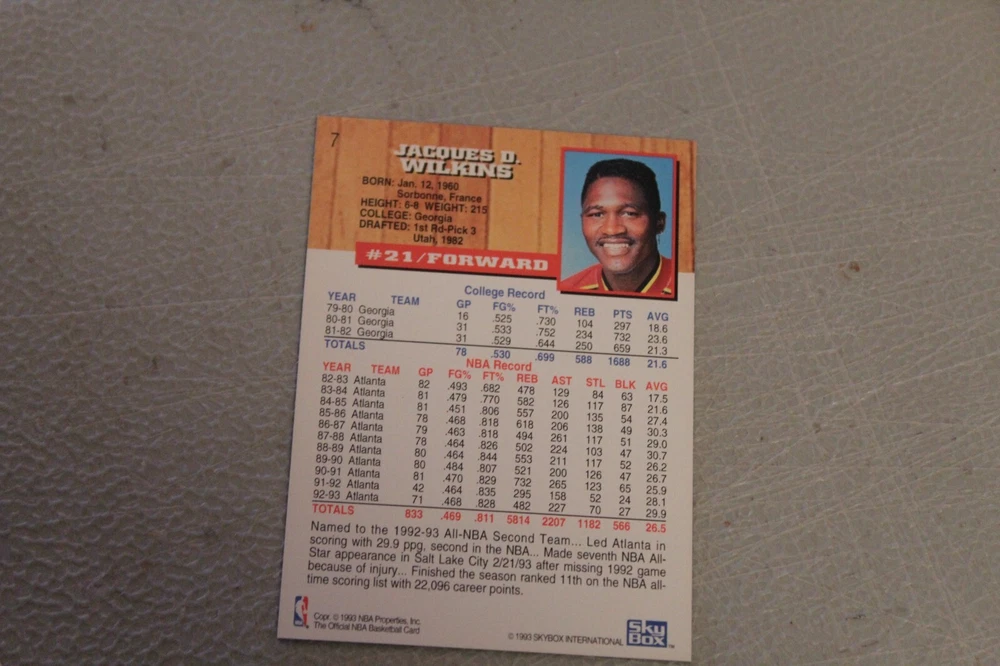 7
JACQUES D.
WILKINS
BORN: Jan. 12, 1960
Sorbonne, France
HEIGHT: 6-8 WEIGHT: 215
COLLEGE: Georgia
DRAFTED: 1st Rd-Pick 3
Utah, 1982
#21/FORWARD
College Record
YEAR TEAM GP FG% FT% REB PTS AVG
79-80 Georgia 16 .525 .730 104 297 18.6
80-81 Georgia 31 .533 .752 234 732 23.6
81-82 Georgia 31 .529 .644 250 659 21.3
TOTALS 78 .530 .699 588 1688 21.6
NBA Record
YEAR TEAM GP FG% FT% REB AST STL BLK AVG
82-83 Atlanta 82 .493 .682 478 129 84 63 17.5
83-84 Atlanta 81 .479 .770 582 126 117 87 21.6
84-85 Atlanta 81 .451 .806 557 200 135 54 27.4
85-86 Atlanta 78 .468 .818 618 206 138 49 30.3
86-87 Atlanta 79 .463 .818 494 261 117 51 29.0
87-88 Atlanta 78 .464 .826 502 224 103 47 30.7
88-89 Atlanta 80 .464 .844 553 211 117 52 26.2
89-90 Atlanta 80 .484 .807 521 200 126 47 26.7
90-91 Atlanta 81 .470 .829 732 265 123 65 25.9
91-92 Atlanta 42 .464 .835 295 158 52 24 28.1
92-93 Atlanta 71 .468 .828 482 227 70 27 29.9
TOTALS 833 .469 .811 5814 2207 1182 566 26.5
Named to the 1992-93 All-NBA Second Team... Led Atlanta in
scoring with 29.9 ppg, second in the NBA... Made seventh NBA All-
Star appearance in Salt Lake City 2/21/93 after missing 1992 game
because of injury... Finished the season ranked 11th on the NBA all-
time scoring list with 22,096 career points.
Copr. © 1993 NBA Properties, Inc.
The Official NBA Basketball Card
© 1993 SKYBOX INTERNATIONAL
Sky
Box
TM